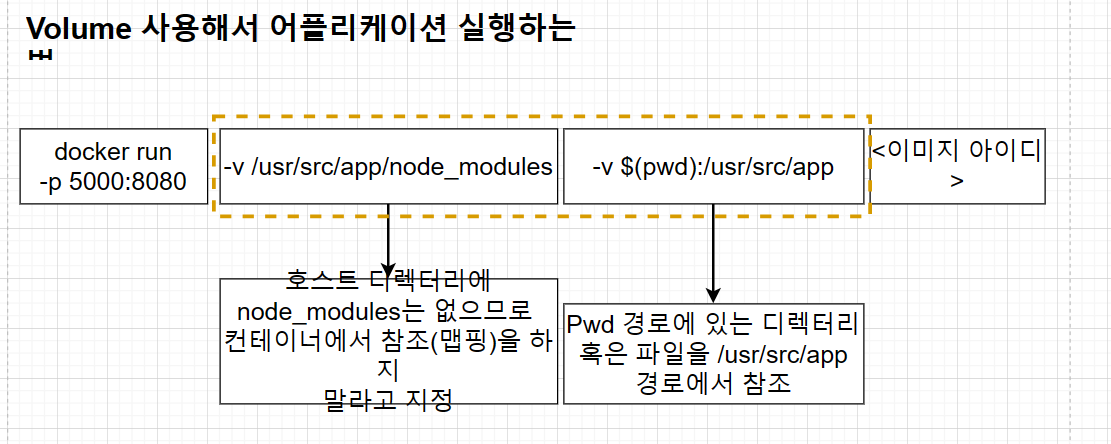 Volume 사용해서 어플리케이션 실행하는
docker run
-p 5000:8080
-v /usr/src/app/node_modules
-v $(pwd):/usr/src/app
<이미지 아이디
>
호스트 디렉터리에
node_modules는 없으므로
컨테이너에서 참조(맵핑)을 하
지
말라고 지정
Pwd 경로에 있는 디렉터리
혹은 파일을 /usr/src/app
경로에서 참조